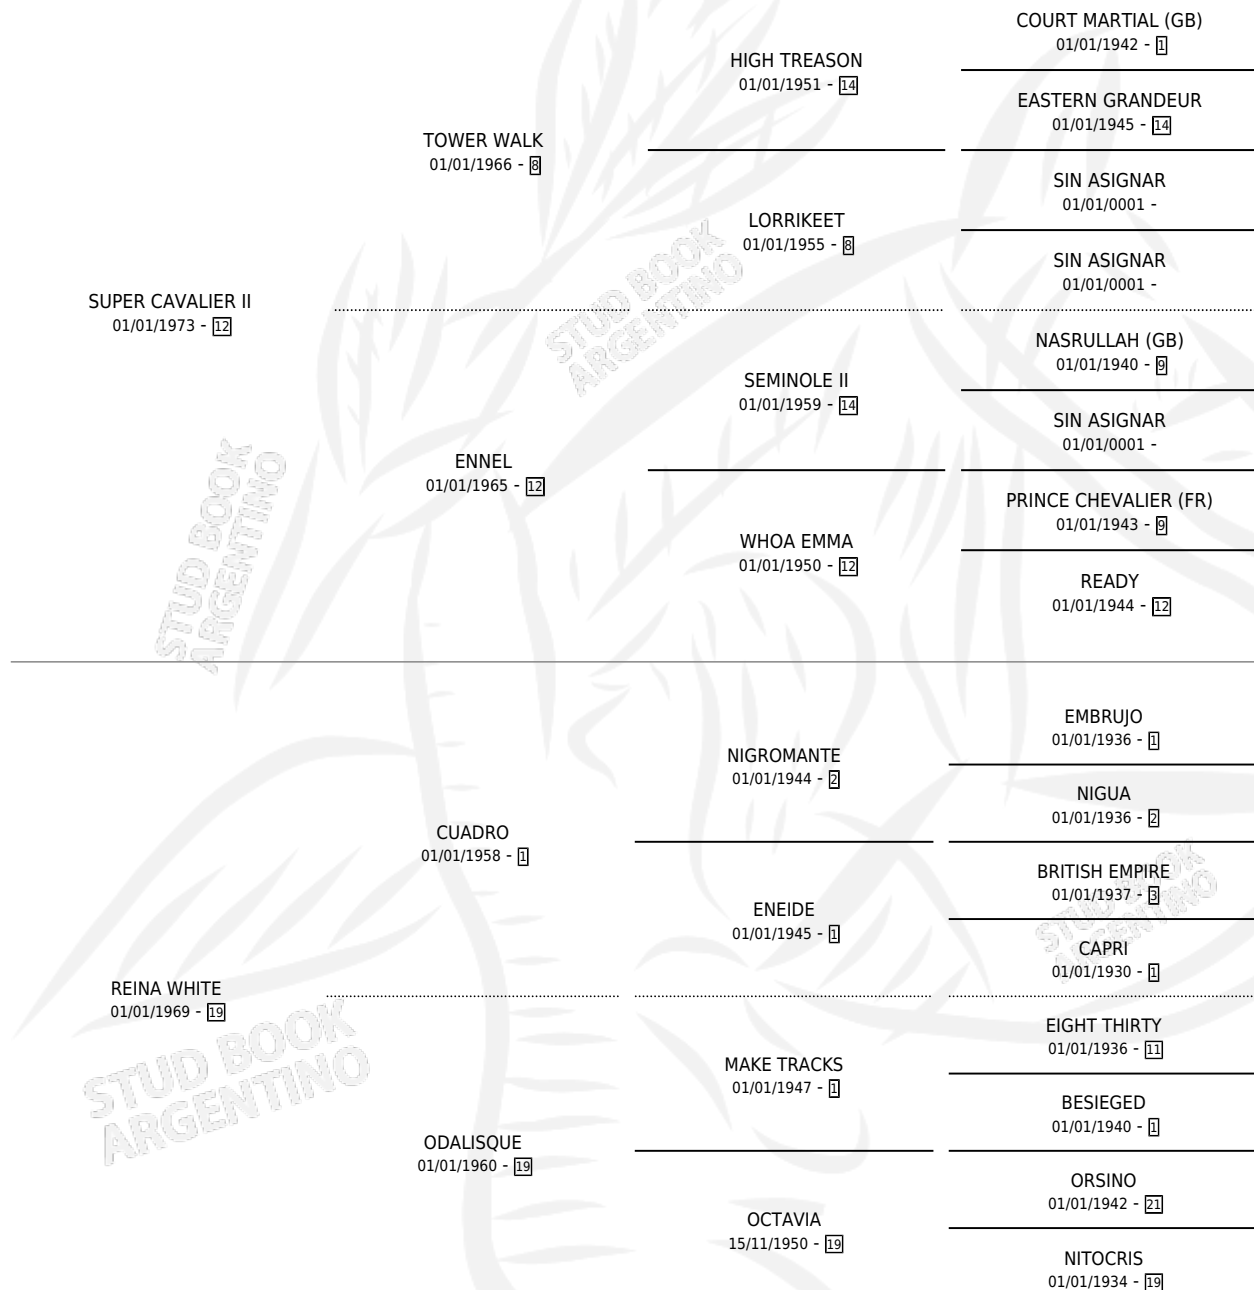 COURT MARTIAL (GB)
01/01/1942 - 1
HIGH TREASON
01/01/1951 - 14
EASTERN GRANDEUR
01/01/1945 - 14
TOWER WALK
01/01/1966 - 8
SIN ASIGNAR
01/01/0001 -
LORRIKEET
01/01/1955 - 8
SIN ASIGNAR
01/01/0001 -
SUPER CAVALIER II
01/01/1973 - 12
STUD BOOK
ARGENTINO
NASRULLAH (GB)
01/01/1940 - 9
SEMINOLE II
01/01/1959 - 14
SIN ASIGNAR
01/01/0001 -
ENNEL
01/01/1965 - 12
PRINCE CHEVALIER (FR)
01/01/1943 - 9
WHOA EMMA
01/01/1950 - 12
READY
01/01/1944 - 12
STUD BOOK
ARGENTINO
EMBRUJO
01/01/1936 - 1
NIGROMANTE
01/01/1944 - 2
NIGUA
01/01/1936 - 2
CUADRO
01/01/1958 - 1
BRITISH EMPIRE
01/01/1937 - 3
ENEIDE
01/01/1945 - 1
STUD BOOK
ARGENTINO
CAPRI
01/01/1930 - 1
REINA WHITE
01/01/1969 - 19
STUD BOOK
ARGENTINO
EIGHT THIRTY
01/01/1936 - 11
MAKE TRACKS
01/01/1947 - 1
BESIEGED
01/01/1940 - 1
ODALISQUE
01/01/1960 - 19
ORSINO
01/01/1942 - 21
OCTAVIA
15/11/1950 - 19
NITOCRIS
01/01/1934 - 19